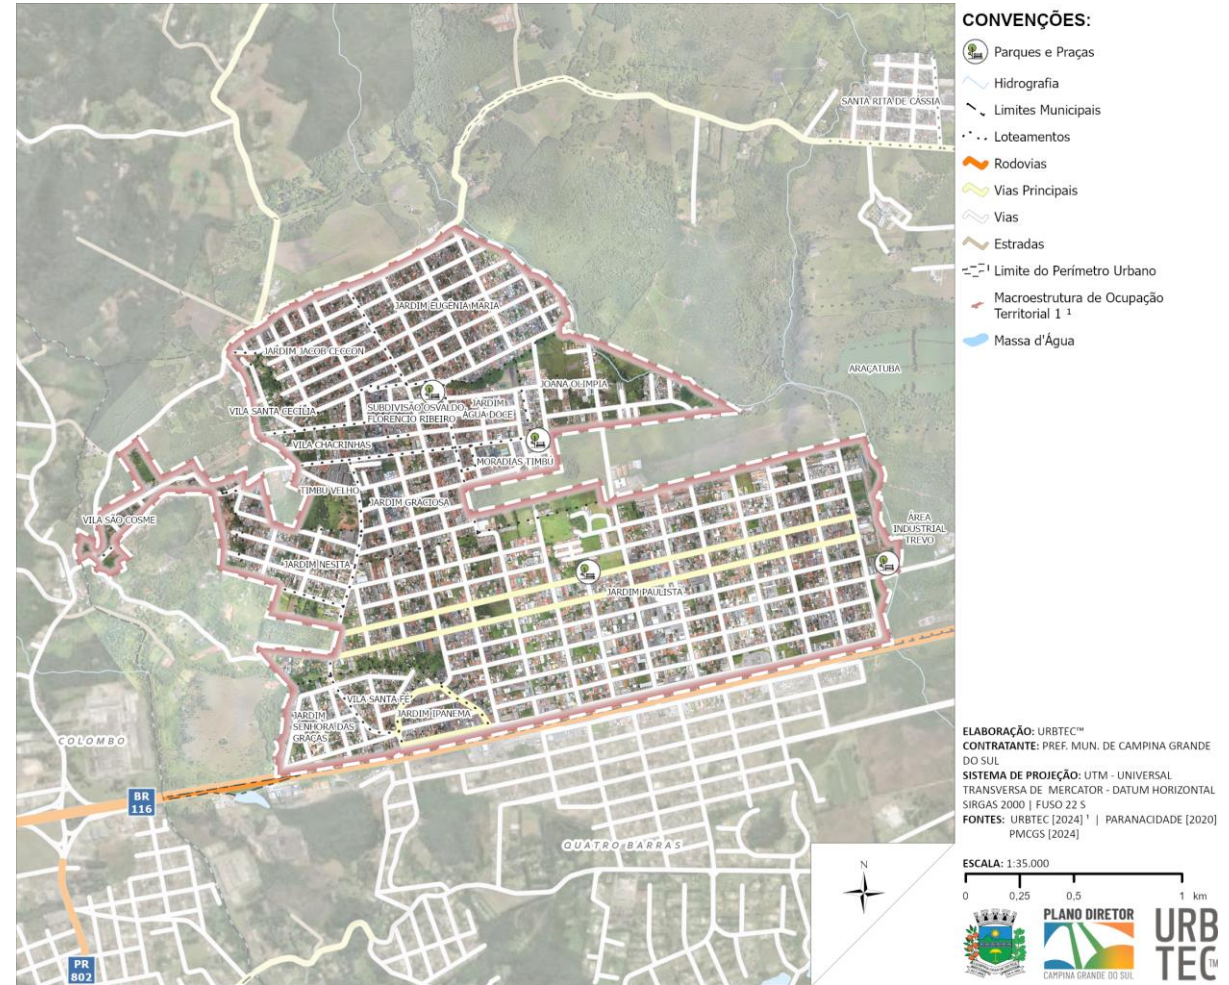 SANTA RITA DE CÁSSIA
JARDIM EUGENIA MARIA
JARDIM JACOB CECCON
ARAÇATUBA
JOANA OLIMPIA
VILA SANTA CECILIA
SUBDIVISÃO OSVALDO
FLORENCIO RIBEIRO
JARDIM
AGUA DOCE
VILA CHACRINHAS
MORADIAS TIMBU
TIMBU VELHO
JARDIM GRACIOSA
VILA SÃO COSME
ÁREA
INDUSTRIAL
TREVO
JARDIM NESITA
JARDIM PAULISTA
VILA SANTA FÉ
JARDIM IPANEMA
JARDIM
SENHORA DAS
GRAÇAS
COLOMBO
BR
116
QUATRO BARRAS
PR
802
N
CONVENÇÕES:
Parques e Praças
Hidrografia
Limites Municipais
Loteamentos
Rodovias
Vias Principais
Vias
Estradas
Limite do Perímetro Urbano
Macroestrutura de Ocupação
Territorial 1 ¹
Massa d'Água
ELABORAÇÃO: URBTEC™
CONTRATANTE: PREF. MUN. DE CAMPINA GRANDE
DO SUL
SISTEMA DE PROJEÇÃO: UTM - UNIVERSAL
TRANSVERSA DE MERCATOR - DATUM HORIZONTAL
SIRGAS 2000 | FUSO 22 S
FONTES: URBTEC [2024] ¹ | PARANACIDADE [2020]
PMCGS [2024]
ESCALA: 1:35.000
0 0,25 0,5 1 km
PLANO DIRETOR
CAMPINA GRANDE DO SUL
URB
TEC™